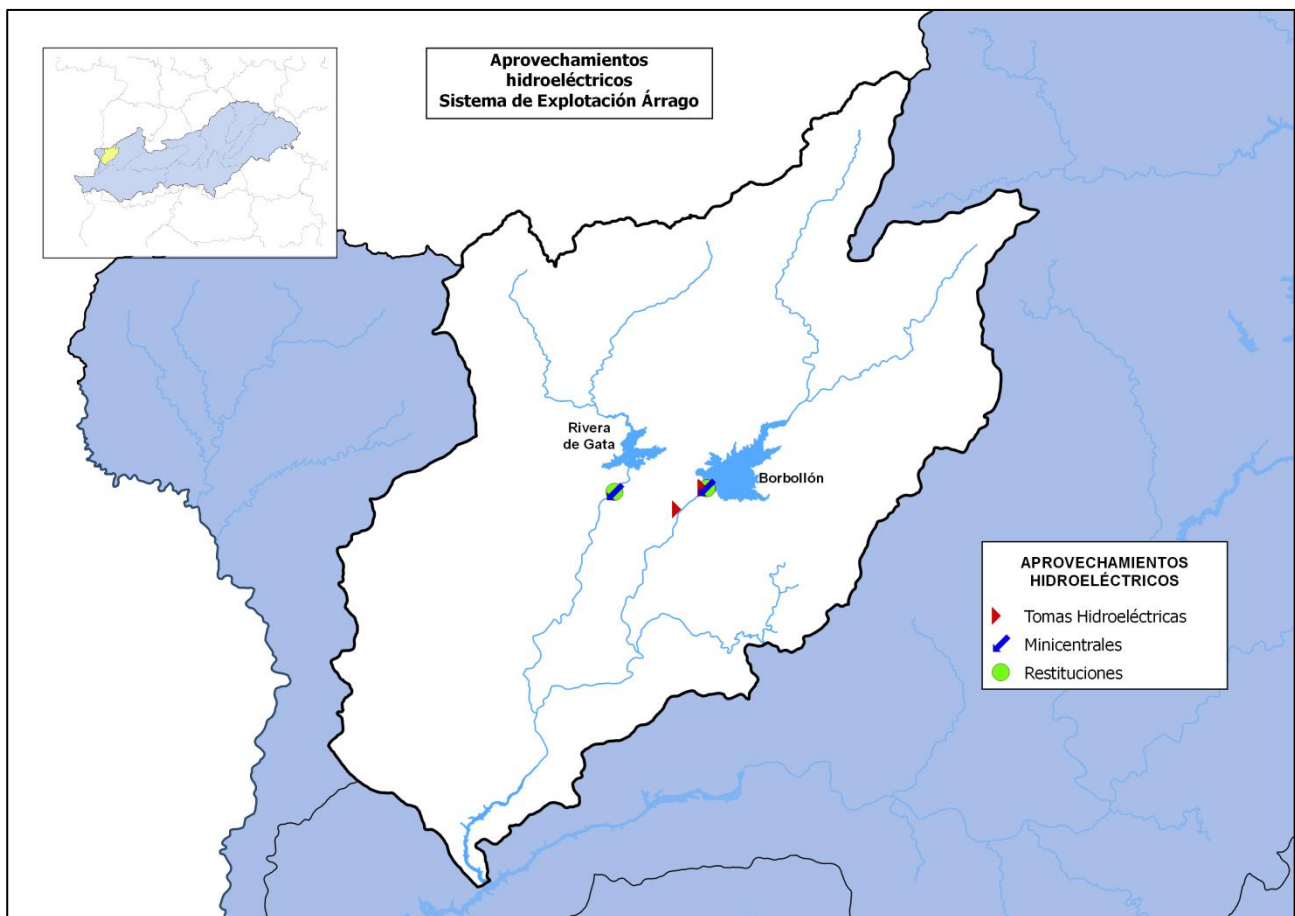 Aprovechamientos
hidroeléctricos
Sistema de Explotación Árrago
Rivera
de Gata
Borbollón
APROVECHAMIENTOS
HIDROELÉCTRICOS
Tomas Hidroeléctricas
Minicentrales
Restituciones